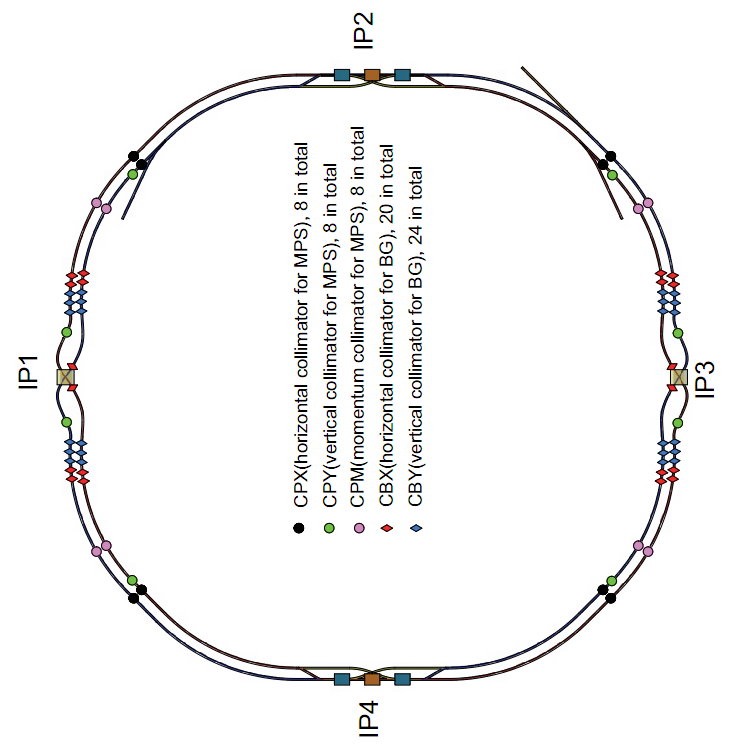 IP2
IP1
CPX(horizontal collimator for MPS), 8 in total
CPY(vertical collimator for MPS), 8 in total
CPM(momentum collimator for MPS), 8 in total
CBX(horizontal collimator for BG), 20 in total
CBY(vertical collimator for BG), 24 in total
IP3
IP4